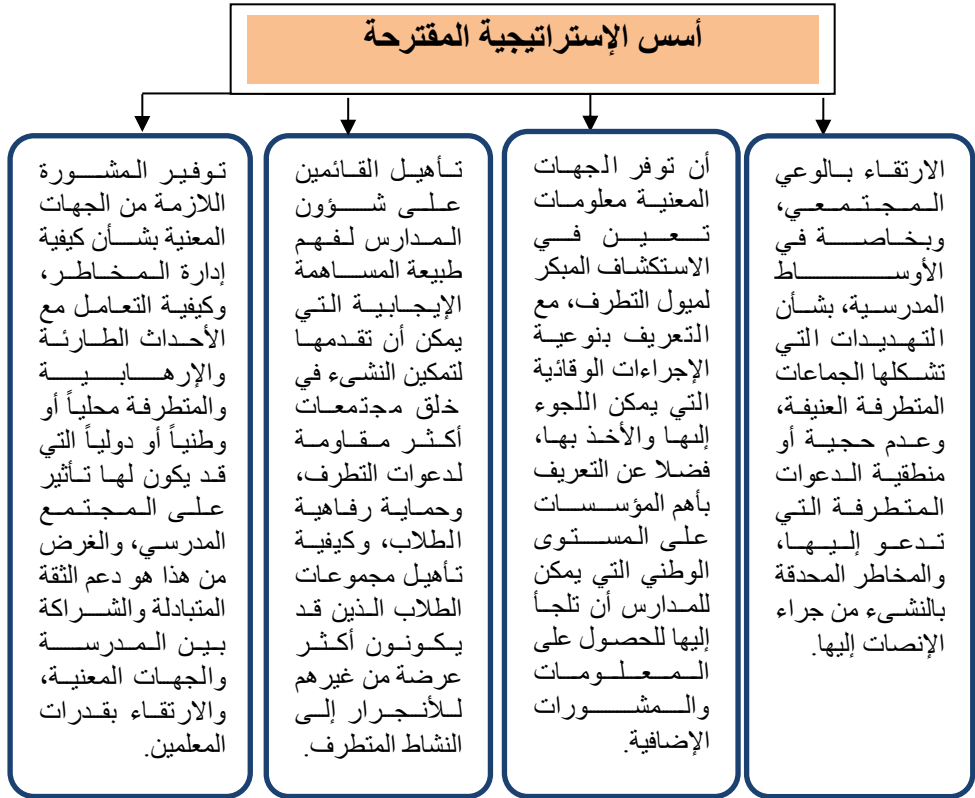 أسس الإستراتيجية المقترحة
الارتقاء بالوعي
المجتمعي،
وبخاصة في
الأوساط
المدرسية، بشأن
التهديدات التي
تشكلها الجماعات
المتطرفة العنيفة،
وعدم حجية أو
منطقية الدعوات
المتطرفة التي
تدعو إليها،
والمخاطر المحدقة
بالنشىء من جراء
الإنصات إليها.
أن توفر الجهات
المعنية معلومات
تعين في
الاستكشاف المبكر
لميول التطرف، مع
التعريف بنوعية
الإجراءات الوقائية
التي يمكن اللجوء
إليها والأخذ بها،
فضلا عن التعريف
بأهم المؤسسات
على المستوى
الوطني التي يمكن
للمدارس أن تلجأ
إليها للحصول على
المعلومات
والمشورات
الإضافية.
تأهيل القائمين
على شؤون
المدارس لفهم
طبيعة المساهمة
الإيجابية التي
يمكن أن تقدمها
لتمكين النشىء في
خلق مجتمعات
أكثر مقاومة
لدعوات التطرف،
وحماية رفاهية
الطلاب، وكيفية
تأهيل مجموعات
الطلاب الذين قد
يكونون أكثر
عرضة من غيرهم
للأنجرار إلى
النشاط المتطرف.
توفير المشورة
اللازمة من الجهات
المعنية بشأن كيفية
إدارة المخاطر،
وكيفية التعامل مع
الأحداث الطارئة
والإرهابية
والمتطرفة محلياً أو
وطنياً أو دولياً التي
قد يكون لها تأثير
على المجتمع
المدرسي، والغرض
من هذا هو دعم الثقة
المتبادلة والشراكة
بين المدرسة
والجهات المعنية،
والارتقاء بقدرات
المعلمين.